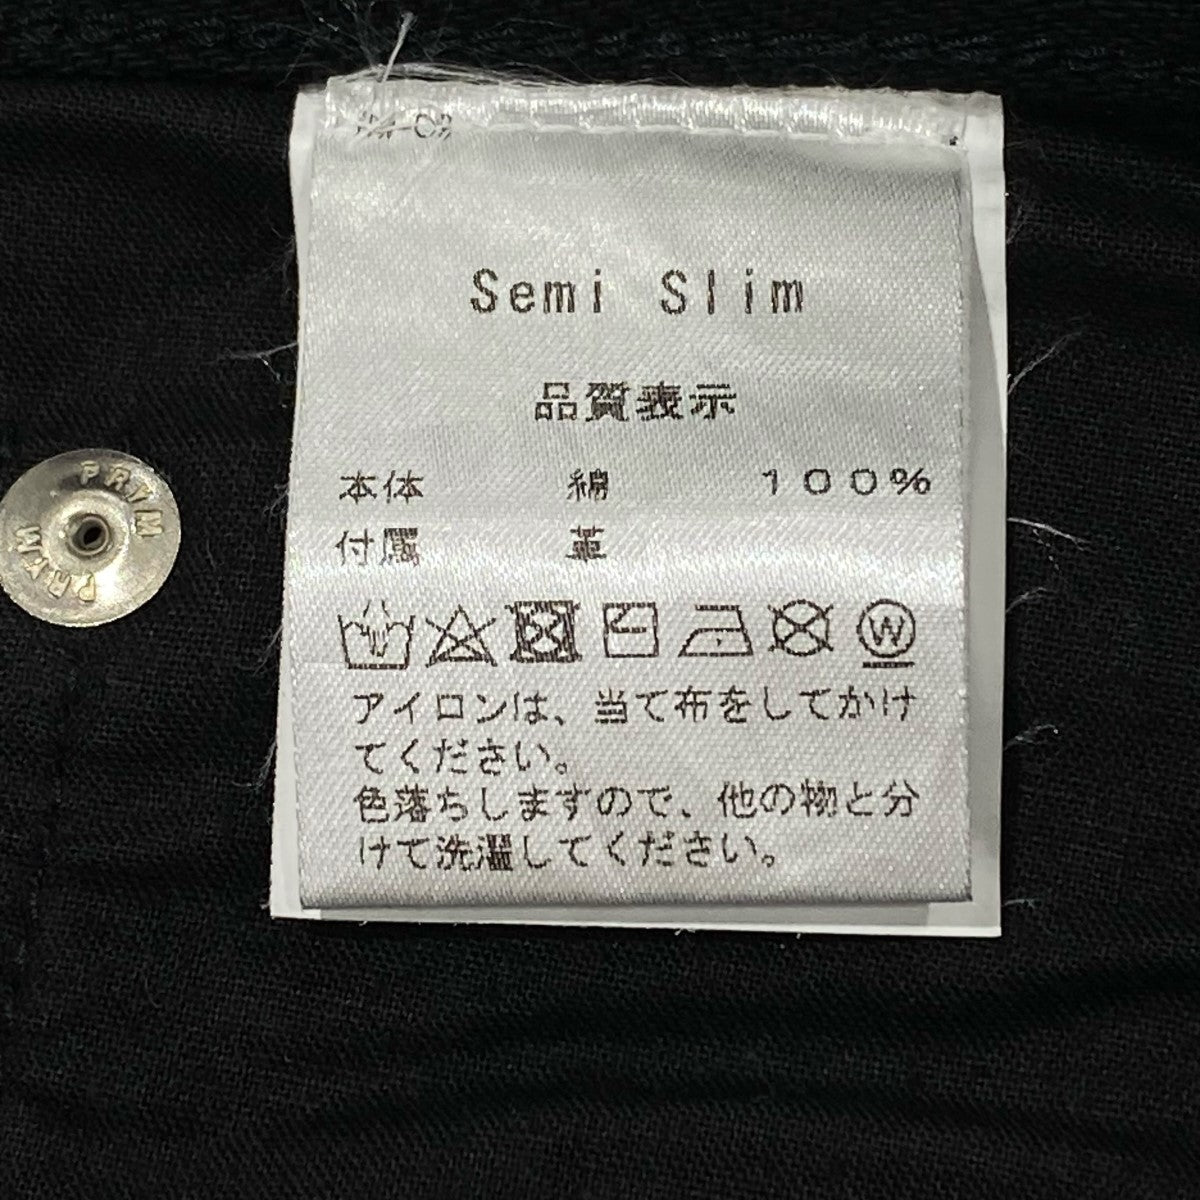 Semi Slim
品質表示
本体 綿 100%
付属 革
W
アイロンは、当て布をしてかけ
てください。
色落ちしますので、他の物と分
けて洗濯してください。
PRYM
PRYM